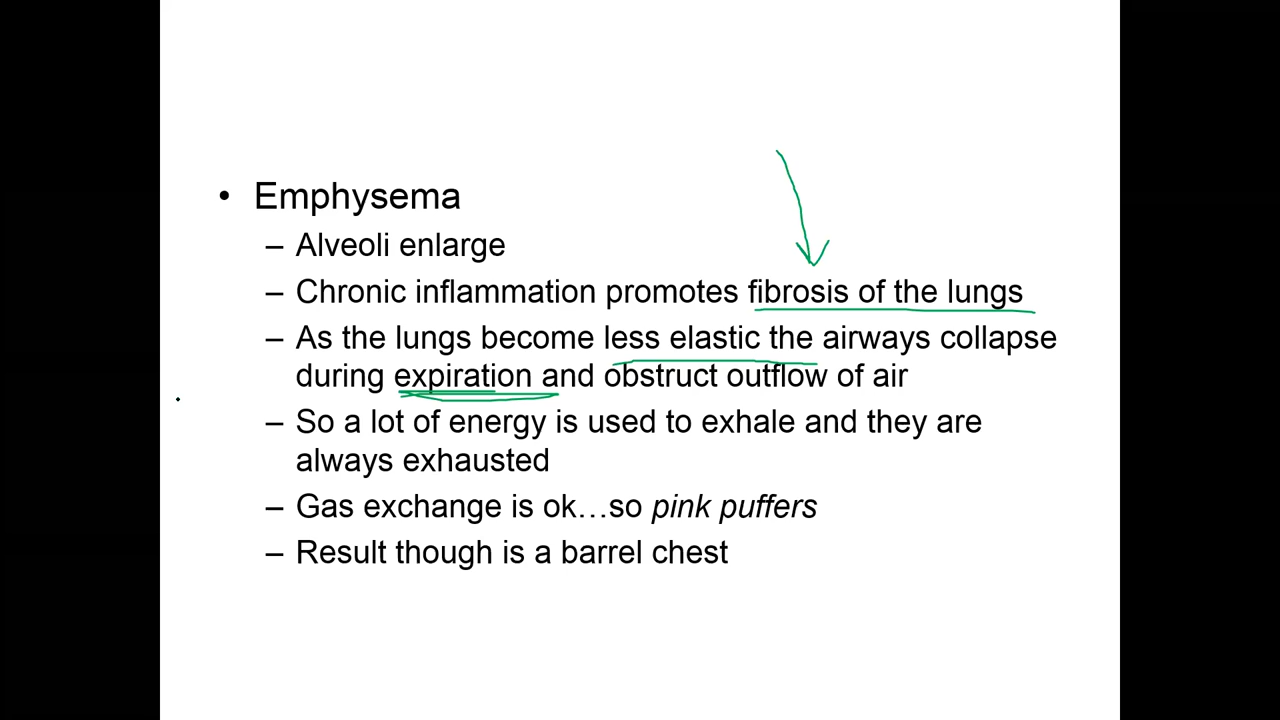 • Emphysema
– Alveoli enlarge
– Chronic inflammation promotes fibrosis of the lungs
– As the lungs become less elastic the airways collapse
during expiration and obstruct outflow of air
– So a lot of energy is used to exhale and they are
always exhausted
– Gas exchange is ok…so pink puffers
– Result though is a barrel chest